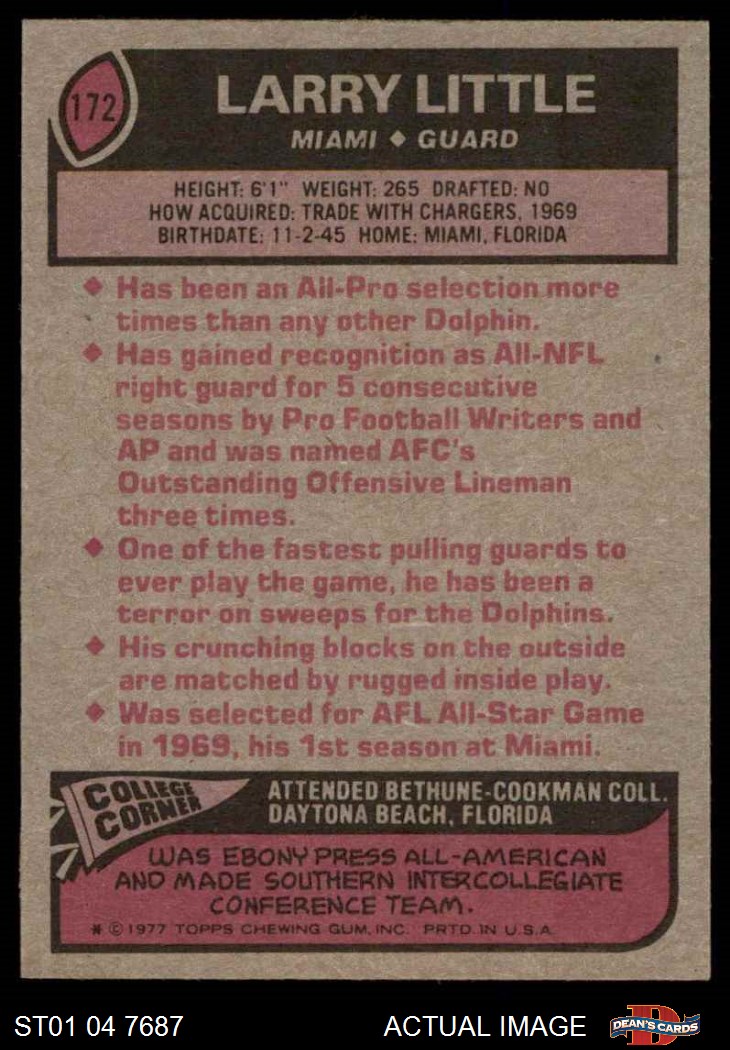 172
LARRY LITTLE
MIAMI ◆ GUARD
HEIGHT: 6'1" WEIGHT: 265 DRAFTED: NO
HOW ACQUIRED: TRADE WITH CHARGERS, 1969
BIRTHDATE: 11-2-45 HOME: MIAMI, FLORIDA
◆ Has been an All-Pro selection more
times than any other Dolphin.
◆ Has gained recognition as All-NFL
right guard for 5 consecutive
seasons by Pro Football Writers and
AP and was named AFC's
Outstanding Offensive Lineman
three times.
◆ One of the fastest pulling guards to
ever play the game, he has been a
terror on sweeps for the Dolphins.
◆ His crunching blocks on the outside
are matched by rugged inside play.
◆ Was selected for AFL All-Star Game
in 1969, his 1st season at Miami.
COLLEGE
CORNER
ATTENDED BETHUNE-COOKMAN COLL.
DAYTONA BEACH, FLORIDA
WAS EBONY PRESS ALL-AMERICAN
AND MADE SOUTHERN INTERCOLLEGIATE
CONFERENCE TEAM.
* © 1977 TOPPS CHEWING GUM, INC. PRTD. IN U.S.A.
ST01 04 7687
ACTUAL IMAGE
D
DEAN'S CARDS